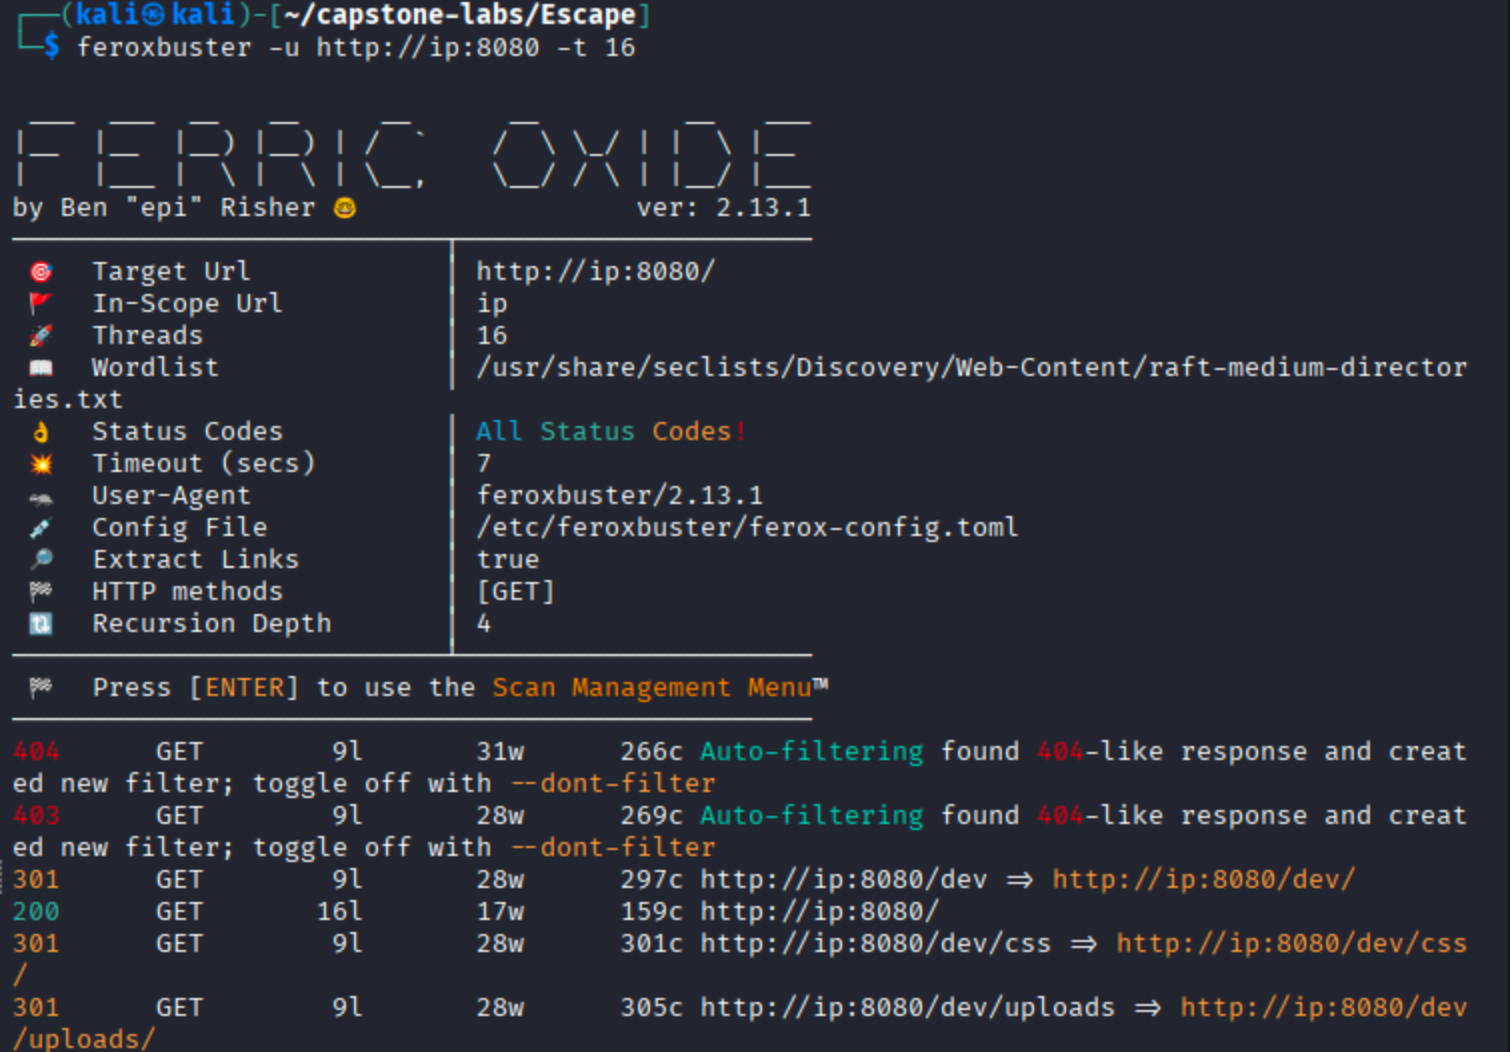 (kali㉿kali)-[~/capstone-labs/Escape]
$ feroxbuster -u http://ip:8080 -t 16
FERRIC OXIDE
by Ben "epi" Risher 🤓 ver: 2.13.1
🎯 Target Url │ http://ip:8080/
🚩 In-Scope Url │ ip
🚀 Threads │ 16
📖 Wordlist │ /usr/share/seclists/Discovery/Web-Content/raft-medium-director
ies.txt
👌 Status Codes │ All Status Codes!
💥 Timeout (secs) │ 7
🦡 User-Agent │ feroxbuster/2.13.1
💉 Config File │ /etc/feroxbuster/ferox-config.toml
🔎 Extract Links │ true
🏁 HTTP methods │ [GET]
🔃 Recursion Depth │ 4
🏁 Press [ENTER] to use the Scan Management Menu™
404 GET 9l 31w 266c Auto-filtering found 404-like response and creat
ed new filter; toggle off with --dont-filter
403 GET 9l 28w 269c Auto-filtering found 404-like response and creat
ed new filter; toggle off with --dont-filter
301 GET 9l 28w 297c http://ip:8080/dev => http://ip:8080/dev/
200 GET 16l 17w 159c http://ip:8080/
301 GET 9l 28w 301c http://ip:8080/dev/css => http://ip:8080/dev/css
/
301 GET 9l 28w 305c http://ip:8080/dev/uploads => http://ip:8080/dev
/uploads/